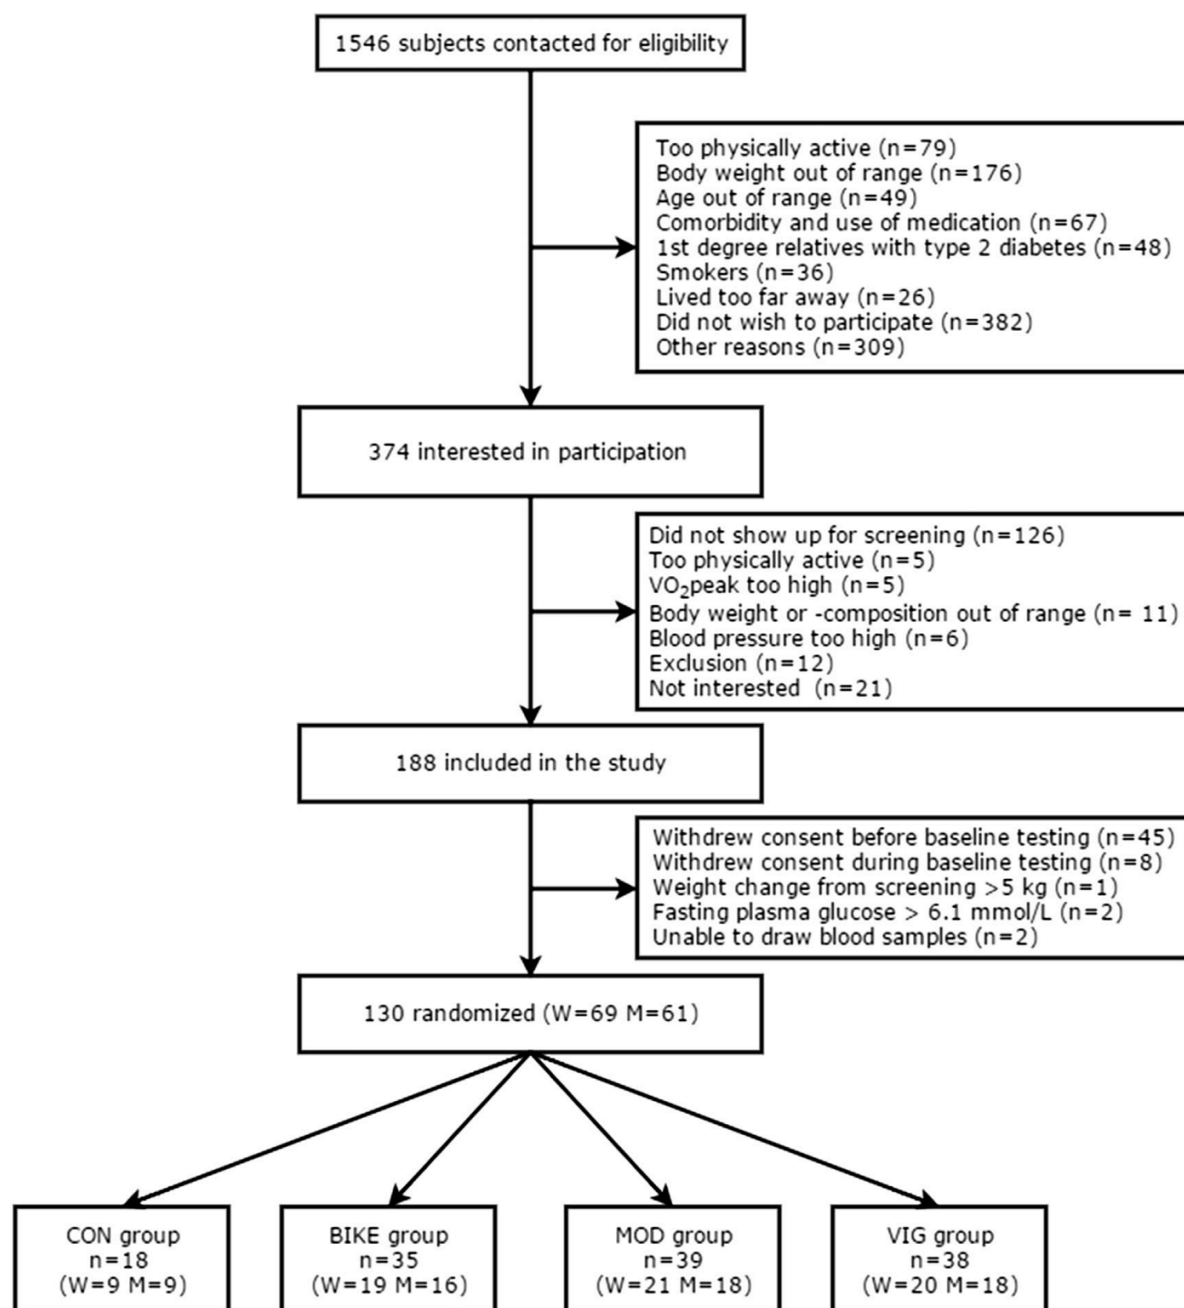 1546 subjects contacted for eligibility
Too physically active (n=79)
Body weight out of range (n=176)
Age out of range (n=49)
Comorbidity and use of medication (n=67)
1st degree relatives with type 2 diabetes (n=48)
Smokers (n=36)
Lived too far away (n=26)
Did not wish to participate (n=382)
Other reasons (n=309)
374 interested in participation
Did not show up for screening (n=126)
Too physically active (n=5)
VO₂peak too high (n=5)
Body weight or -composition out of range (n= 11)
Blood pressure too high (n=6)
Exclusion (n=12)
Not interested  (n=21)
188 included in the study
Withdrew consent before baseline testing (n=45)
Withdrew consent during baseline testing (n=8)
Weight change from screening >5 kg (n=1)
Fasting plasma glucose > 6.1 mmol/L (n=2)
Unable to draw blood samples (n=2)
130 randomized (W=69 M=61)
CON group
n=18
(W=9 M=9)
BIKE group
n=35
(W=19 M=16)
MOD group
n=39
(W=21 M=18)
VIG group
n=38
(W=20 M=18)